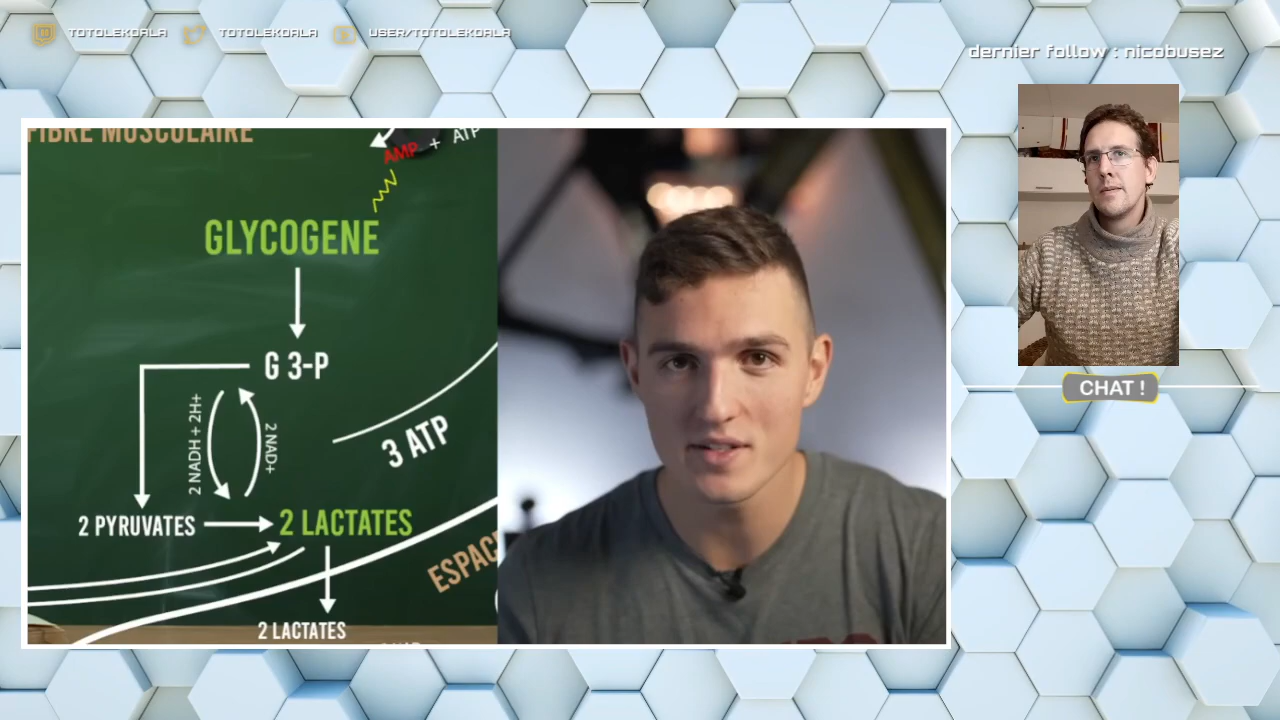 TOTOLEKOALA TOTOLEKOALA USER/TOTOLEKOALA
dernier follow : nicobusez
FIBRE MUSCULAIRE
AMP + ATP
GLYCOGENE
G 3-P
2 NADH + 2H+
2 NAD+
3 ATP
2 PYRUVATES
2 LACTATES
ESPAC
2 LACTATES
CHAT !